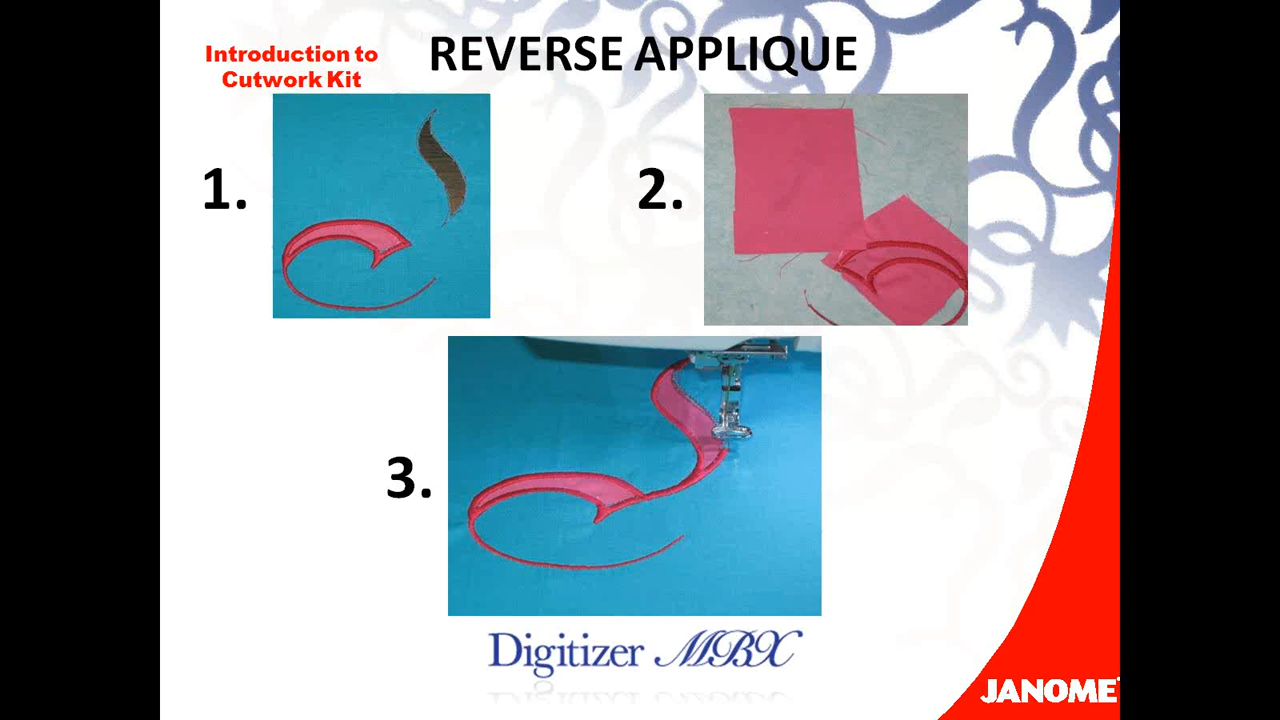 Introduction to
Cutwork Kit
REVERSE APPLIQUE
1.
2.
3.
Digitizer MBX
JANOME